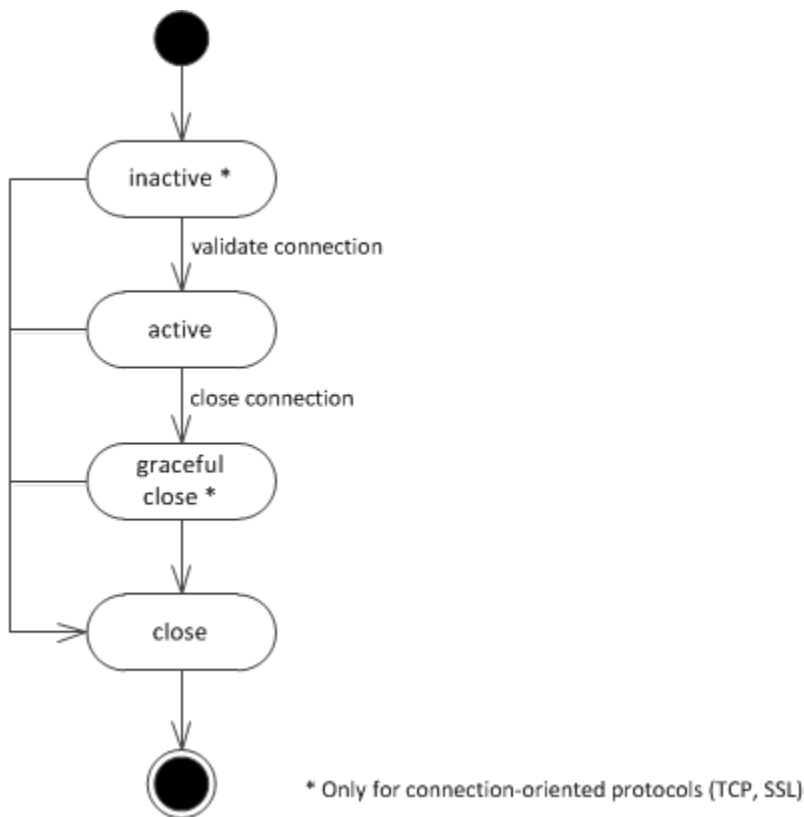 inactive *
validate connection
active
close connection
graceful
close *
close
* Only for connection-oriented protocols (TCP, SSL)